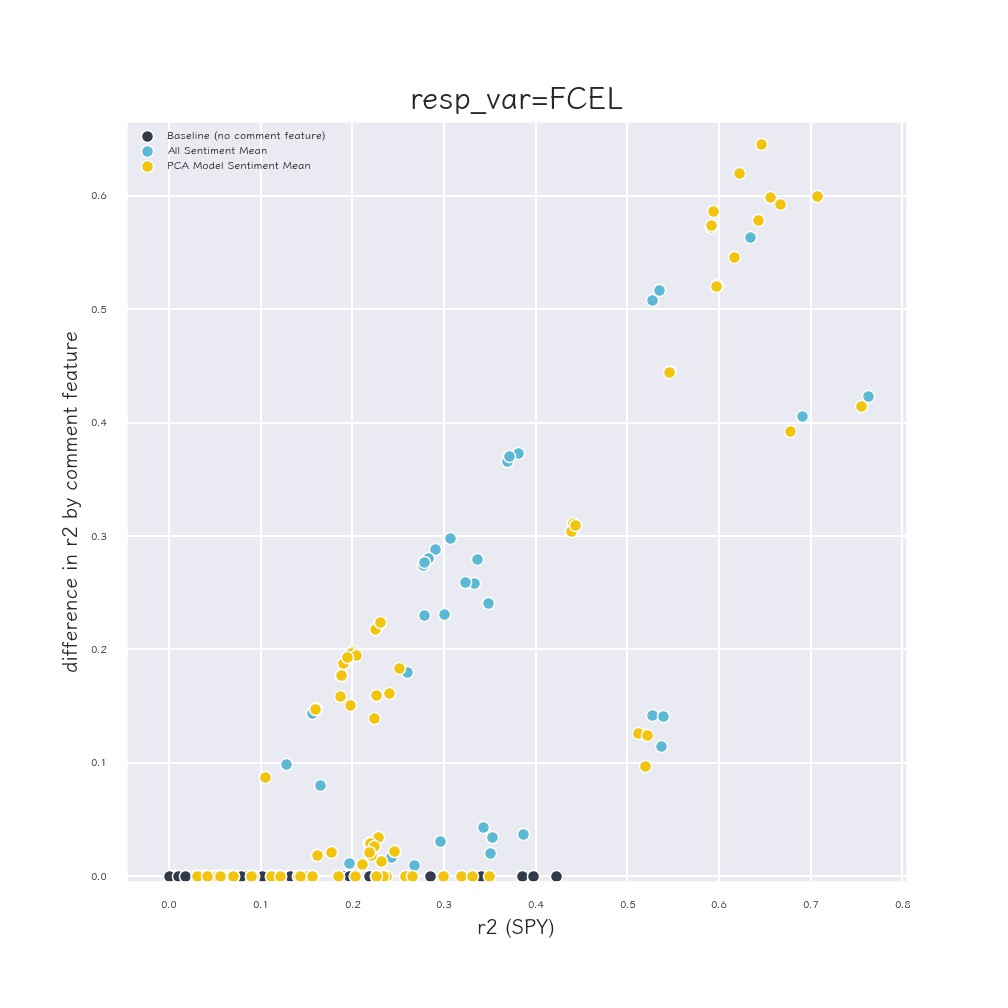 resp_var=FCEL
Baseline (no comment feature)
All Sentiment Mean
PCA Model Sentiment Mean
difference in r2 by comment feature
0.6
0.5
0.4
0.3
0.2
0.1
0.0
0.0 0.1 0.2 0.3 0.4 0.5 0.6 0.7 0.8
r2 (SPY)